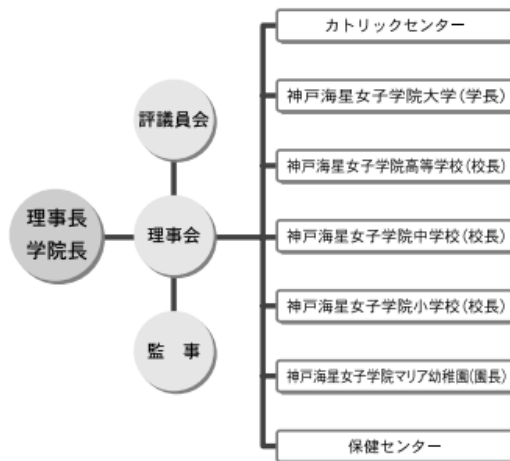 カトリックセンター
評議員会
神戸海星女子学院大学(学長)
神戸海星女子学院高等学校(校長)
理事長
学院長
理事会
神戸海星女子学院中学校(校長)
神戸海星女子学院小学校(校長)
監　事
神戸海星女子学院マリア幼稚園(園長)
保健センター